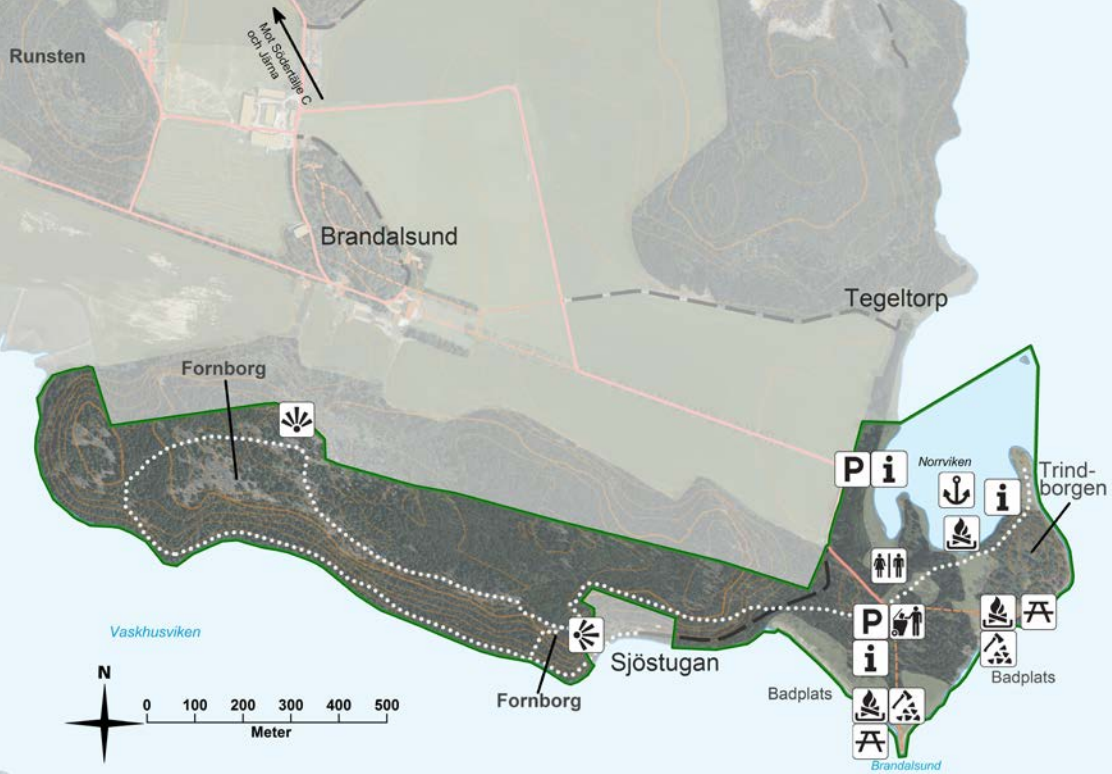 Runsten
Mot Södertälje C
och Järna
Brandalsund
Tegeltorp
Fornborg
P i
Norrviken
i
Trind-
borgen
P
i
Vaskhusviken
Sjöstugan
Fornborg
Badplats
Badplats
N
0 100 200 300 400 500
Meter
Brandalsund